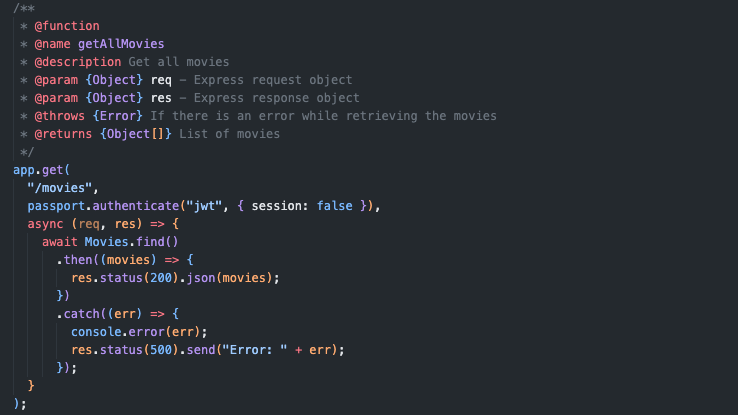 /**
 * @function
 * @name getAllMovies
 * @description Get all movies
 * @param {Object} req - Express request object
 * @param {Object} res - Express response object
 * @throws {Error} If there is an error while retrieving the movies
 * @returns {Object[]} List of movies
 */
app.get(
  "/movies",
  passport.authenticate("jwt", { session: false }),
  async (req, res) => {
    await Movies.find()
      .then((movies) => {
        res.status(200).json(movies);
      })
      .catch((err) => {
        console.error(err);
        res.status(500).send("Error: " + err);
      });
  }
);